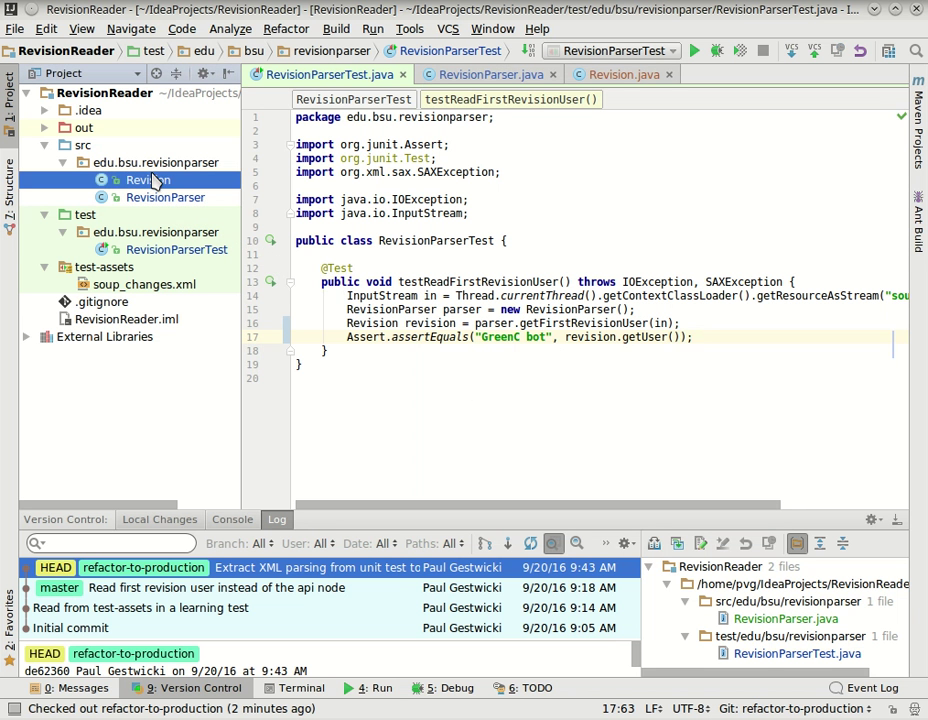 RevisionReader - [~/IdeaProjects/RevisionReader] - [RevisionReader] - ~/IdeaProjects/RevisionReader/test/edu/bsu/revisionparser/RevisionParserTest.java - I...
File Edit View Navigate Code Analyze Refactor Build Run Tools VCS Window Help
RevisionReader test edu bsu revisionparser RevisionParserTest RevisionParserTest VCS VCS
Project RevisionParserTest.java RevisionParser.java Revision.java
RevisionParserTest testReadFirstRevisionUser()
1: Project
7: Structure
2: Favorites
RevisionReader ~/IdeaProjects/
.idea
out
src
edu.bsu.revisionparser
Revision
RevisionParser
test
edu.bsu.revisionparser
RevisionParserTest
test-assets
soup_changes.xml
.gitignore
RevisionReader.iml
External Libraries
1 package edu.bsu.revisionparser;
2
3 import org.junit.Assert;
4 import org.junit.Test;
5 import org.xml.sax.SAXException;
6
7 import java.io.IOException;
8 import java.io.InputStream;
9
10 public class RevisionParserTest {
11
12 @Test
13 public void testReadFirstRevisionUser() throws IOException, SAXException {
14 InputStream in = Thread.currentThread().getContextClassLoader().getResourceAsStream("sou
15 RevisionParser parser = new RevisionParser();
16 Revision revision = parser.getFirstRevisionUser(in);
17 Assert.assertEquals("GreenC bot", revision.getUser());
18 }
19 }
20
Maven Projects
Ant Build
Version Control: Local Changes Console Log
Branch: All User: All Date: All Paths: All
HEAD refactor-to-production Extract XML parsing from unit test to Paul Gestwicki 9/20/16 9:43 AM
master Read first revision user instead of the api node Paul Gestwicki 9/20/16 9:18 AM
Read from test-assets in a learning test Paul Gestwicki 9/20/16 9:14 AM
Initial commit Paul Gestwicki 9/20/16 9:05 AM
HEAD refactor-to-production
de62360 Paul Gestwicki on 9/20/16 at 9:43 AM
RevisionReader 2 files
/home/pvg/IdeaProjects/RevisionReade
src/edu/bsu/revisionparser 1 file
RevisionParser.java
test/edu/bsu/revisionparser 1 file
RevisionParserTest.java
0: Messages 9: Version Control Terminal 4: Run 5: Debug 6: TODO Event Log
Checked out refactor-to-production (2 minutes ago) 17:63 LF UTF-8 Git: refactor-to-production